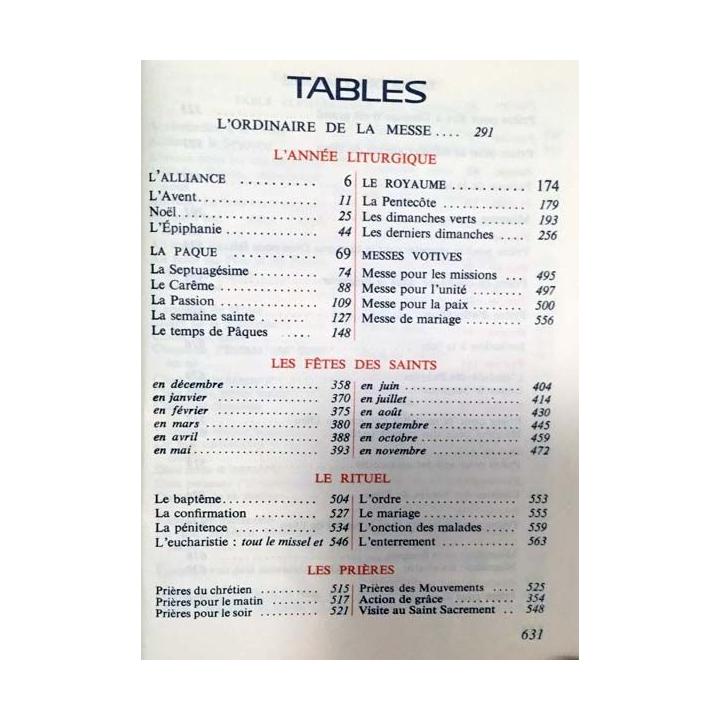 TABLES
L'ORDINAIRE DE LA MESSE .... 291
L'ANNÉE LITURGIQUE
L'ALLIANCE .......... 6
L'Avent.................. 11
Noël.................... 25
L'Épiphanie ............ 44
LA PAQUE .......... 69
La Septuagésime ........ 74
Le Carême .............. 88
La Passion .............. 109
La semaine sainte . ..... 127
Le temps de Pâques ..... 148
LE ROYAUME .......... 174
La Pentecôte ............ 179
Les dimanches verts ...... 193
Les derniers dimanches .... 256
MESSES VOTIVES
Messe pour les missions ... 495
Messe pour l'unité ....... 497
Messe pour la paix ....... 500
Messe de mariage ........ 556
LES FÊTES DES SAINTS
en décembre .............. 358
en janvier ................ 370
en février ................ 375
en mars .................. 380
en avril .................. 388
en mai.................... 393
en juin .................. 404
en juillet................. 414
en août .................. 430
en septembre .............. 445
en octobre ................ 459
en novembre .............. 472
LE RITUEL
Le baptême.............. 504
La confirmation .......... 527
La pénitence ............ 534
L'eucharistie : tout le missel et 546
L'ordre.................. 553
Le mariage .............. 555
L'onction des malades ..... 559
L'enterrement ............ 563
LES PRIÈRES
Prières du chrétien ........ 515
Prières pour le matin ...... 517
Prières pour le soir ........ 521
Prières des Mouvements .... 525
Action de grâce .......... 354
Visite au Saint Sacrement .. 548
631